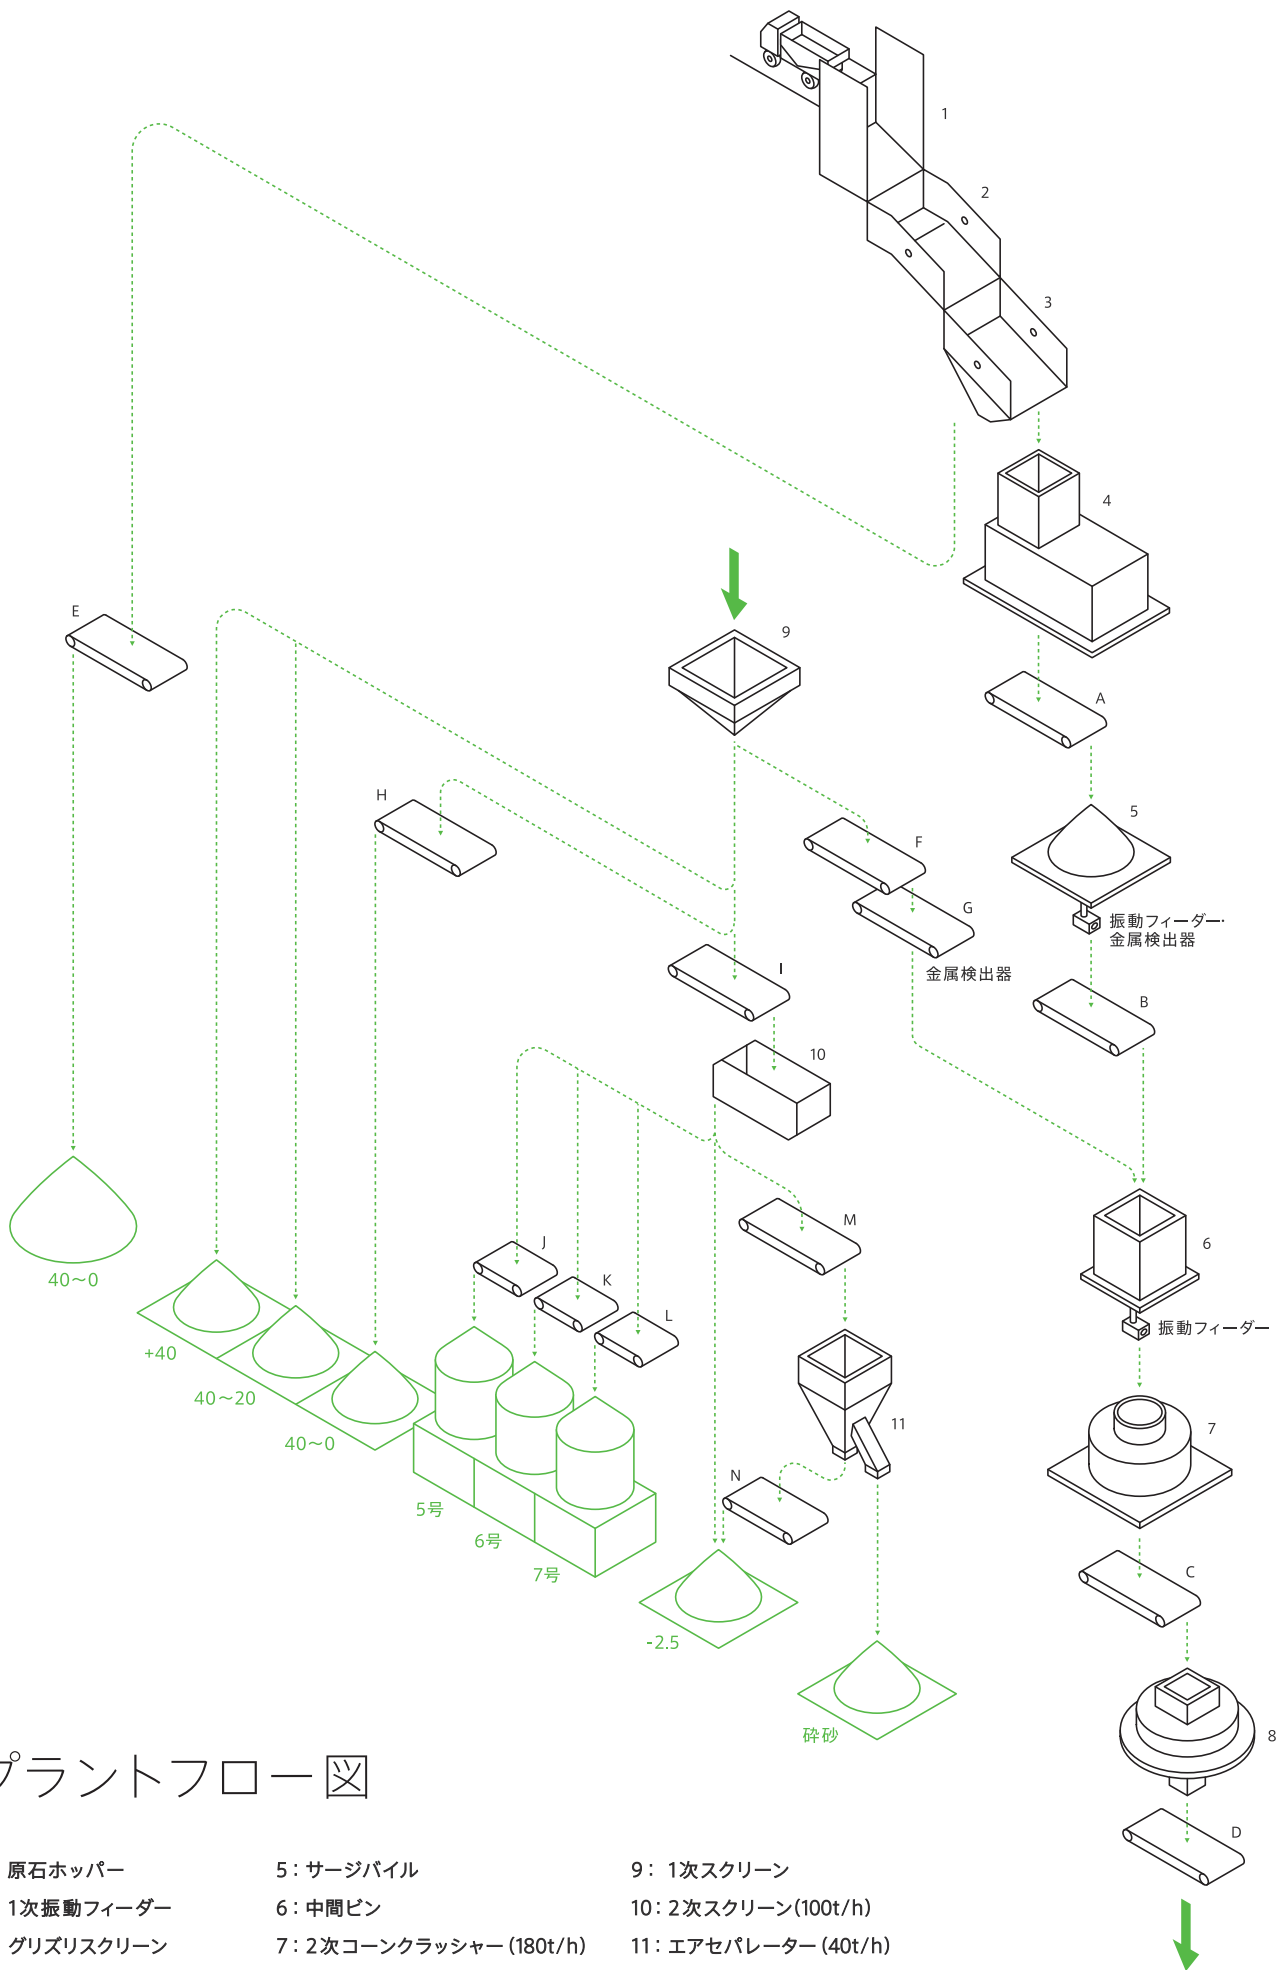 1
2
3
4
E
9
A
H
5
F
G
振動フィーダー・
金属検出器
I
金属検出器
B
10
M
6
40～0
J
K
L
振動フィーダー
+40
40～20
11
7
40～0
N
5号
6号
7号
C
-2.5
砕砂
8
プラントフロー図
D
原石ホッパー
5：サージパイル
9：1次スクリーン
1次振動フィーダー
6：中間ビン
10：2次スクリーン(100t/h)
グリズリスクリーン
7：2次コーンクラッシャー(180t/h)
11：エアセパレーター(40t/h)